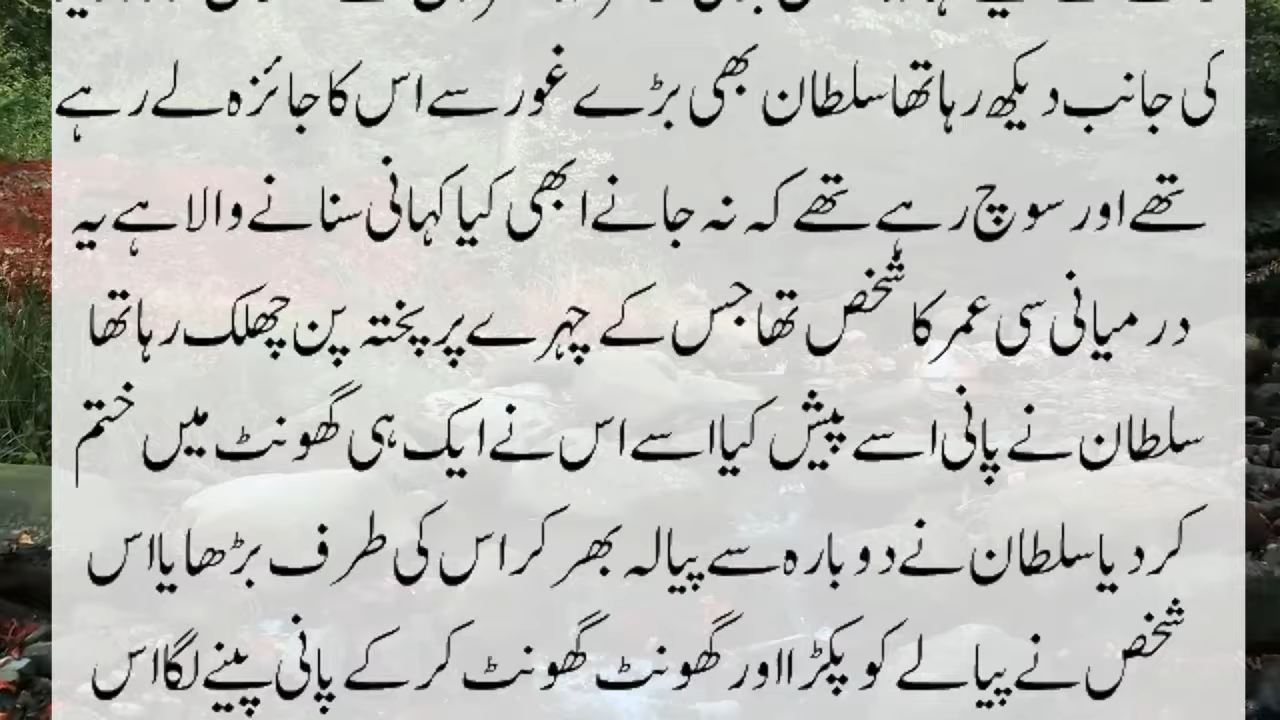 کی جانب دیکھ رہا تھا سلطان بھی بڑے غور سے اس کا جائزہ لے رہے
تھے اور سوچ رہے تھے کہ نہ جانے ابھی کیا کہانی سنانے والا ہے یہ
درمیانی سی عمر کا شخص تھا جس کے چہرے پر پختہ پن چھلک رہا تھا
سلطان نے پانی اسے پیش کیا اسے اس نے ایک ہی گھونٹ میں ختم
کر دیا سلطان نے دوبارہ سے پیالہ بھر کر اس کی طرف بڑھایا اس
شخص نے پیالے کو پکڑا اور گھونٹ گھونٹ کر کے پانی پینے لگا اس